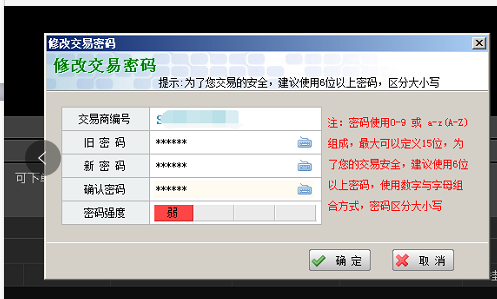 修改交易密码
修改交易密码
提示:为了您交易的安全，建议使用6位以上密码，区分大小写
交易商编号
旧 密 码 ******
新 密 码 ******
确认密码 ******
密码强度 弱
注: 密码使用0-9 或 a-z(A-Z)
组成，最大可以定义15位，为
了您的交易安全，建议使用6位
以上密码，使用数字与字母组
合方式，密码区分大小写
可下
确 定 取 消